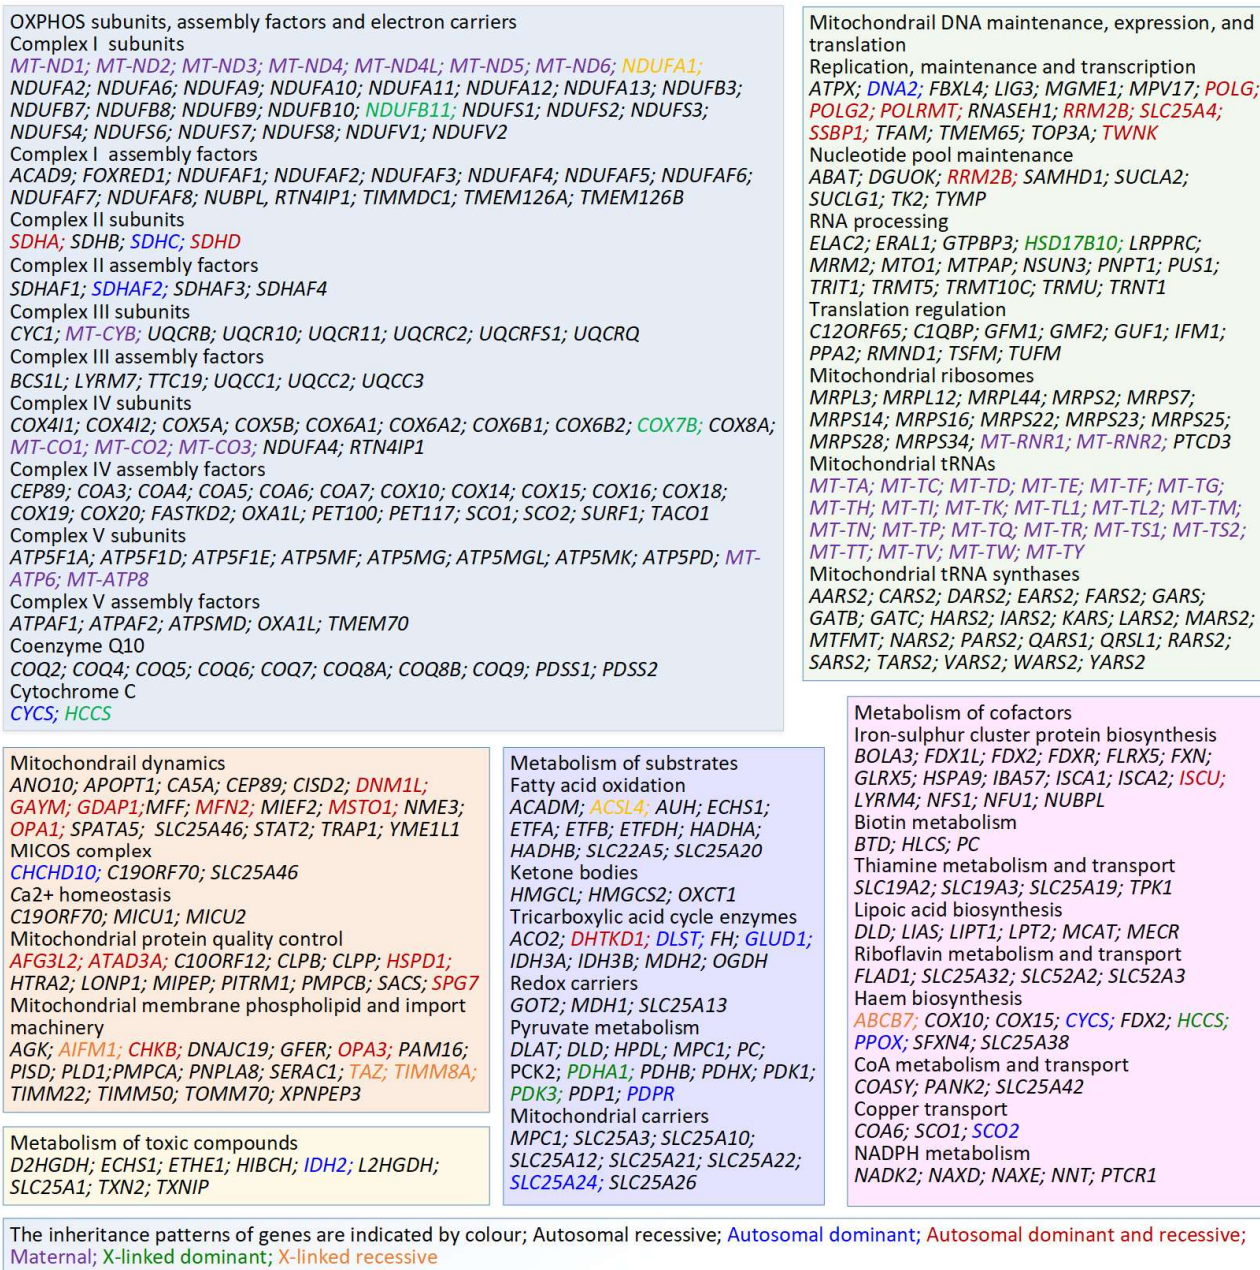 OXPHOS subunits, assembly factors and electron carriers
Complex I  subunits
MT-ND1; MT-ND2; MT-ND3; MT-ND4; MT-ND4L; MT-ND5; MT-ND6; NDUFA1;
NDUFA2; NDUFA6; NDUFA9; NDUFA10; NDUFA11; NDUFA12; NDUFA13; NDUFB3;
NDUFB7; NDUFB8; NDUFB9; NDUFB10; NDUFB11; NDUFS1; NDUFS2; NDUFS3;
NDUFS4; NDUFS6; NDUFS7; NDUFS8; NDUFV1; NDUFV2
Complex I  assembly factors
ACAD9; FOXRED1; NDUFAF1; NDUFAF2; NDUFAF3; NDUFAF4; NDUFAF5; NDUFAF6;
NDUFAF7; NDUFAF8; NUBPL, RTN4IP1; TIMMDC1; TMEM126A; TMEM126B
Complex II subunits
SDHA; SDHB; SDHC; SDHD
Complex II assembly factors
SDHAF1; SDHAF2; SDHAF3; SDHAF4
Complex III subunits
CYC1; MT-CYB; UQCRB; UQCR10; UQCR11; UQCRC2; UQCRFS1; UQCRQ
Complex III assembly factors
BCS1L; LYRM7; TTC19; UQCC1; UQCC2; UQCC3
Complex IV subunits
COX4I1; COX4I2; COX5A; COX5B; COX6A1; COX6A2; COX6B1; COX6B2; COX7B; COX8A;
MT-CO1; MT-CO2; MT-CO3; NDUFA4; RTN4IP1
Complex IV assembly factors
CEP89; COA3; COA4; COA5; COA6; COA7; COX10; COX14; COX15; COX16; COX18;
COX19; COX20; FASTKD2; OXA1L; PET100; PET117; SCO1; SCO2; SURF1; TACO1
Complex V subunits
ATP5F1A; ATP5F1D; ATP5F1E; ATP5MF; ATP5MG; ATP5MGL; ATP5MK; ATP5PD; MT-
ATP6; MT-ATP8
Complex V assembly factors
ATPAF1; ATPAF2; ATPSMD; OXA1L; TMEM70
Coenzyme Q10
COQ2; COQ4; COQ5; COQ6; COQ7; COQ8A; COQ8B; COQ9; PDSS1; PDSS2
Cytochrome C
CYCS; HCCS
Mitochondrail DNA maintenance, expression, and
translation
Replication, maintenance and transcription
ATPX; DNA2; FBXL4; LIG3; MGME1; MPV17; POLG;
POLG2; POLRMT; RNASEH1; RRM2B; SLC25A4;
SSBP1; TFAM; TMEM65; TOP3A; TWNK
Nucleotide pool maintenance
ABAT; DGUOK; RRM2B; SAMHD1; SUCLA2;
SUCLG1; TK2; TYMP
RNA processing
ELAC2; ERAL1; GTPBP3; HSD17B10; LRPPRC;
MRM2; MTO1; MTPAP; NSUN3; PNPT1; PUS1;
TRIT1; TRMT5; TRMT10C; TRMU; TRNT1
Translation regulation
C12ORF65; C1QBP; GFM1; GMF2; GUF1; IFM1;
PPA2; RMND1; TSFM; TUFM
Mitochondrial ribosomes
MRPL3; MRPL12; MRPL44; MRPS2; MRPS7;
MRPS14; MRPS16; MRPS22; MRPS23; MRPS25;
MRPS28; MRPS34; MT-RNR1; MT-RNR2; PTCD3
Mitochondrial tRNAs
MT-TA; MT-TC; MT-TD; MT-TE; MT-TF; MT-TG;
MT-TH; MT-TI; MT-TK; MT-TL1; MT-TL2; MT-TM;
MT-TN; MT-TP; MT-TQ; MT-TR; MT-TS1; MT-TS2;
MT-TT; MT-TV; MT-TW; MT-TY
Mitochondrial tRNA synthases
AARS2; CARS2; DARS2; EARS2; FARS2; GARS;
GATB; GATC; HARS2; IARS2; KARS; LARS2; MARS2;
MTFMT; NARS2; PARS2; QARS1; QRSL1; RARS2;
SARS2; TARS2; VARS2; WARS2; YARS2
Mitochondrail dynamics
ANO10; APOPT1; CA5A; CEP89; CISD2; DNM1L;
GAYM; GDAP1;MFF; MFN2; MIEF2; MSTO1; NME3;
OPA1; SPATA5;  SLC25A46; STAT2; TRAP1; YME1L1
MICOS complex
CHCHD10; C19ORF70; SLC25A46
Ca2+ homeostasis
C19ORF70; MICU1; MICU2
Mitochondrial protein quality control
AFG3L2; ATAD3A; C10ORF12; CLPB; CLPP; HSPD1;
HTRA2; LONP1; MIPEP; PITRM1; PMPCB; SACS; SPG7
Mitochondrial membrane phospholipid and import
machinery
AGK; AIFM1; CHKB; DNAJC19; GFER; OPA3; PAM16;
PISD; PLD1;PMPCA; PNPLA8; SERAC1; TAZ; TIMM8A;
TIMM22; TIMM50; TOMM70; XPNPEP3
Metabolism of toxic compounds
D2HGDH; ECHS1; ETHE1; HIBCH; IDH2; L2HGDH;
SLC25A1; TXN2; TXNIP
Metabolism of substrates
Fatty acid oxidation
ACADM; ACSL4; AUH; ECHS1;
ETFA; ETFB; ETFDH; HADHA;
HADHB; SLC22A5; SLC25A20
Ketone bodies
HMGCL; HMGCS2; OXCT1
Tricarboxylic acid cycle enzymes
ACO2; DHTKD1; DLST; FH; GLUD1;
IDH3A; IDH3B; MDH2; OGDH
Redox carriers
GOT2; MDH1; SLC25A13
Pyruvate metabolism
DLAT; DLD; HPDL; MPC1; PC;
PCK2; PDHA1; PDHB; PDHX; PDK1;
PDK3; PDP1; PDPR
Mitochondrial carriers
MPC1; SLC25A3; SLC25A10;
SLC25A12; SLC25A21; SLC25A22;
SLC25A24; SLC25A26
Metabolism of cofactors
Iron-sulphur cluster protein biosynthesis
BOLA3; FDX1L; FDX2; FDXR; FLRX5; FXN;
GLRX5; HSPA9; IBA57; ISCA1; ISCA2; ISCU;
LYRM4; NFS1; NFU1; NUBPL
Biotin metabolism
BTD; HLCS; PC
Thiamine metabolism and transport
SLC19A2; SLC19A3; SLC25A19; TPK1
Lipoic acid biosynthesis
DLD; LIAS; LIPT1; LPT2; MCAT; MECR
Riboflavin metabolism and transport
FLAD1; SLC25A32; SLC52A2; SLC52A3
Haem biosynthesis
ABCB7; COX10; COX15; CYCS; FDX2; HCCS;
PPOX; SFXN4; SLC25A38
CoA metabolism and transport
COASY; PANK2; SLC25A42
Copper transport
COA6; SCO1; SCO2
NADPH metabolism
NADK2; NAXD; NAXE; NNT; PTCR1
The inheritance patterns of genes are indicated by colour; Autosomal recessive; Autosomal dominant; Autosomal dominant and recessive;
Maternal; X-linked dominant; X-linked recessive